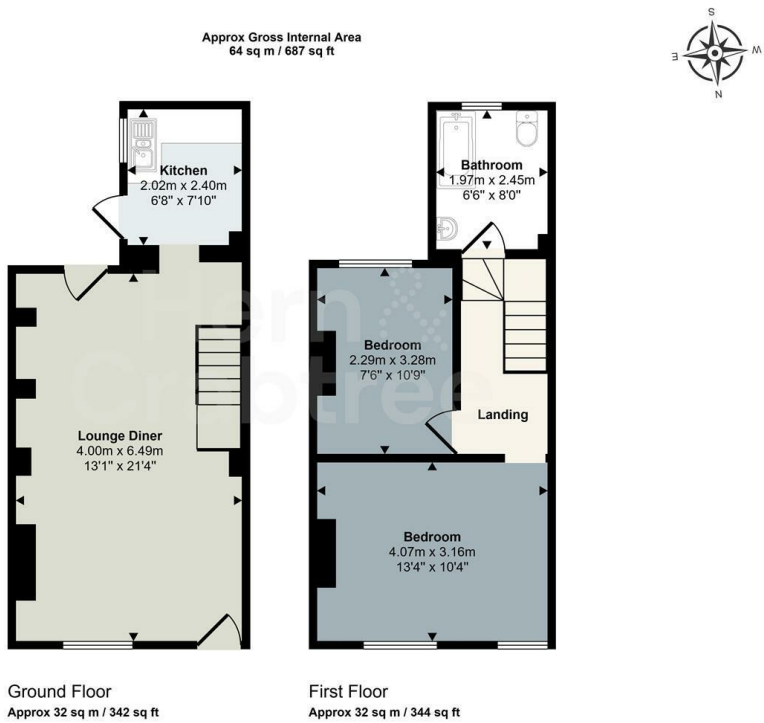 Approx Gross Internal Area
64 sq m / 687 sq ft
S
E
W
N
Kitchen
2.02m x 2.40m
6'8" x 7'10"
Bathroom
1.97m x 2.45m
6'6" x 8'0"
Hern &
Crabtree
Bedroom
2.29m x 3.28m
7'6" x 10'9"
Landing
Lounge Diner
4.00m x 6.49m
13'1" x 21'4"
Bedroom
4.07m x 3.16m
13'4" x 10'4"
Ground Floor
Approx 32 sq m / 342 sq ft
First Floor
Approx 32 sq m / 344 sq ft